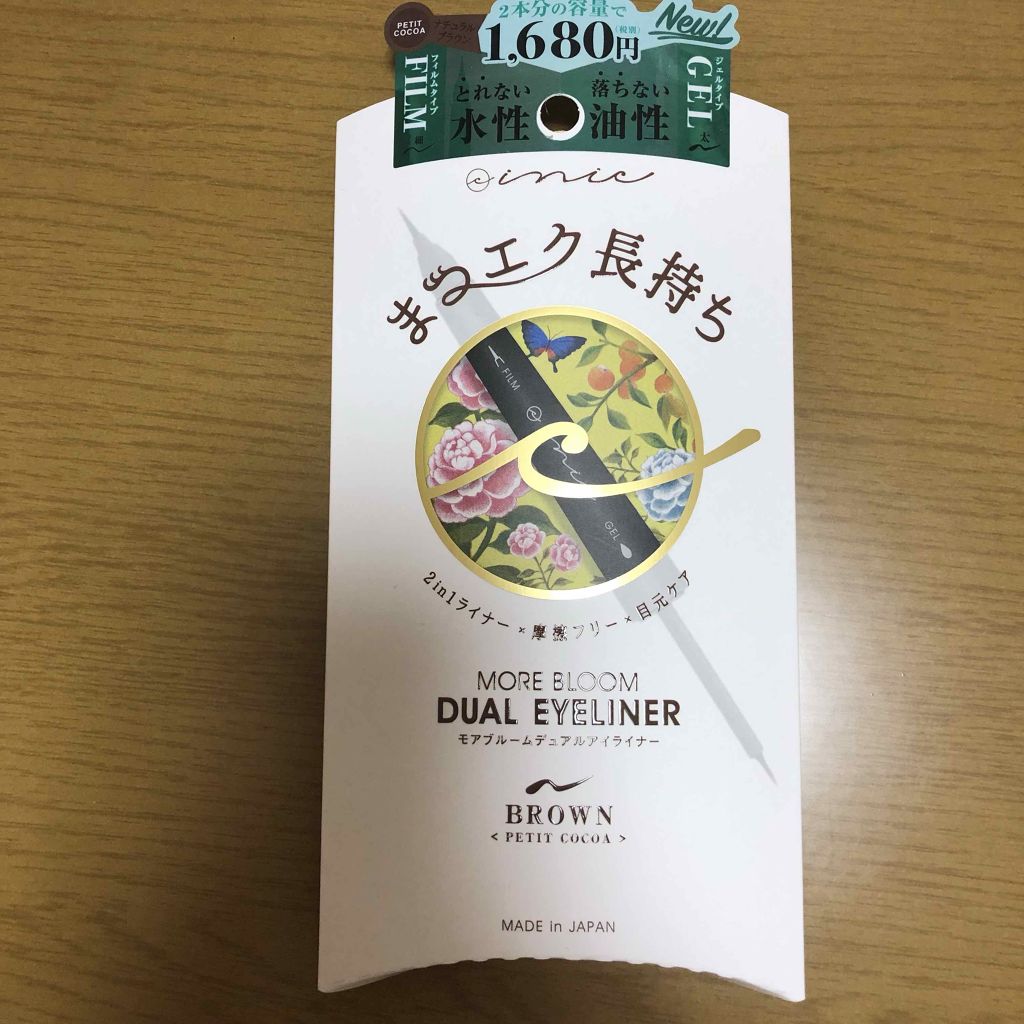 PETIT
COCOA
ナチュラル
ブラウン
2本分の容量で
1,680円
(税別)
New!
フィルムタイプ
FILM
細
とれない
水性
落ちない
油性
ジェルタイプ
GEL
太
inic
まつエク長持ち
FILM
inic
GEL
2in1ライナー×摩擦フリー×目元ケア
MORE BLOOM
DUAL EYELINER
モアブルームデュアルアイライナー
BROWN
< PETIT COCOA >
MADE in JAPAN